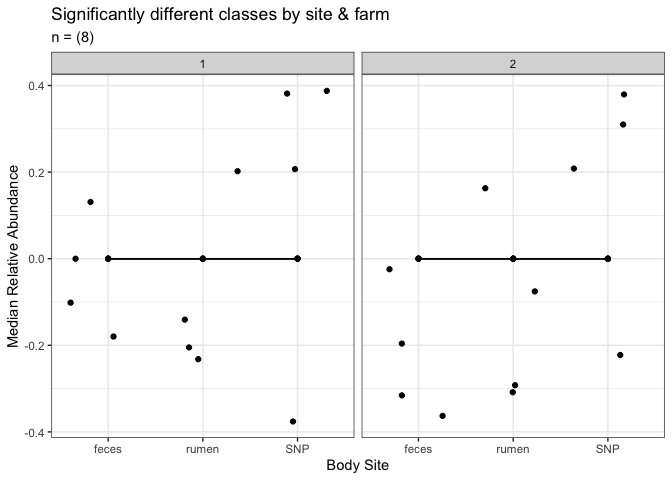 Significantly different classes by site & farm
n = (8)
1 2
Median Relative Abundance
0.4
0.2
0.0
-0.2
-0.4
feces rumen SNP feces rumen SNP
Body Site